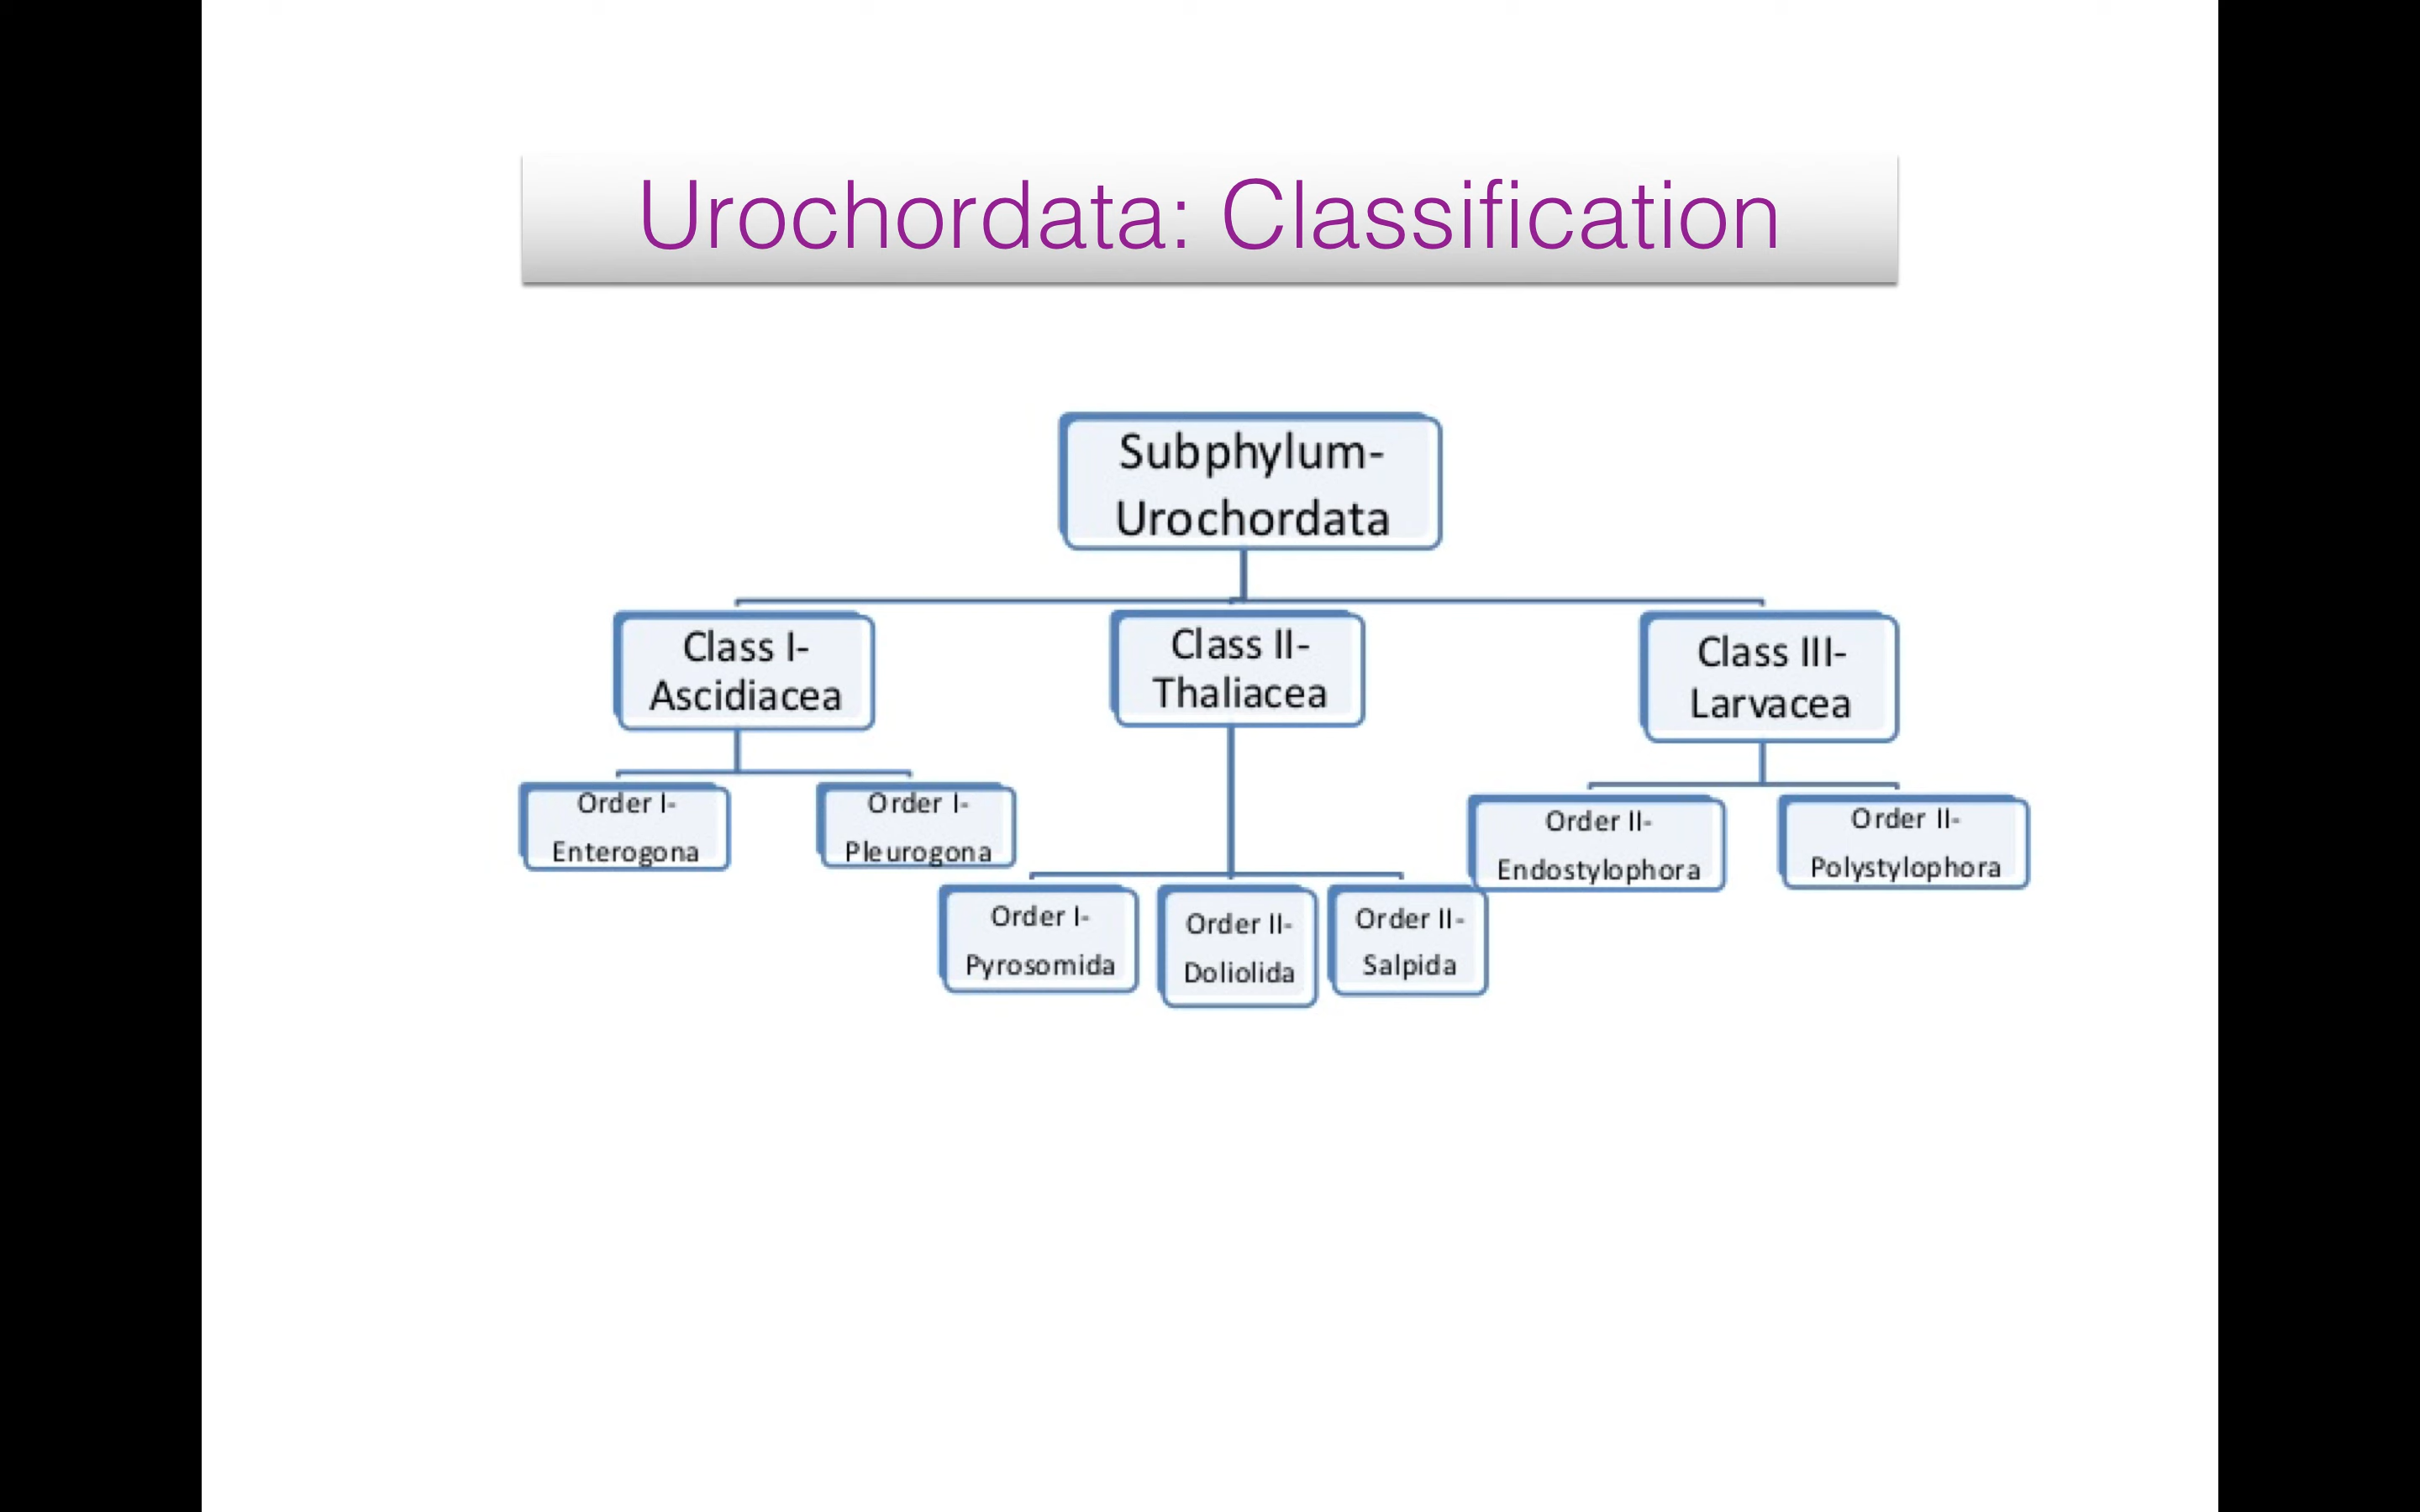 Urochordata: Classification
Subphylum-
Urochordata
Class I-
Ascidiacea
Class II-
Thaliacea
Class III-
Larvacea
Order I-
Enterogona
Order I-
Pleurogona
Order I-
Pyrosomida
Order II-
Doliolida
Order II-
Salpida
Order II-
Endostylophora
Order II-
Polystylophora